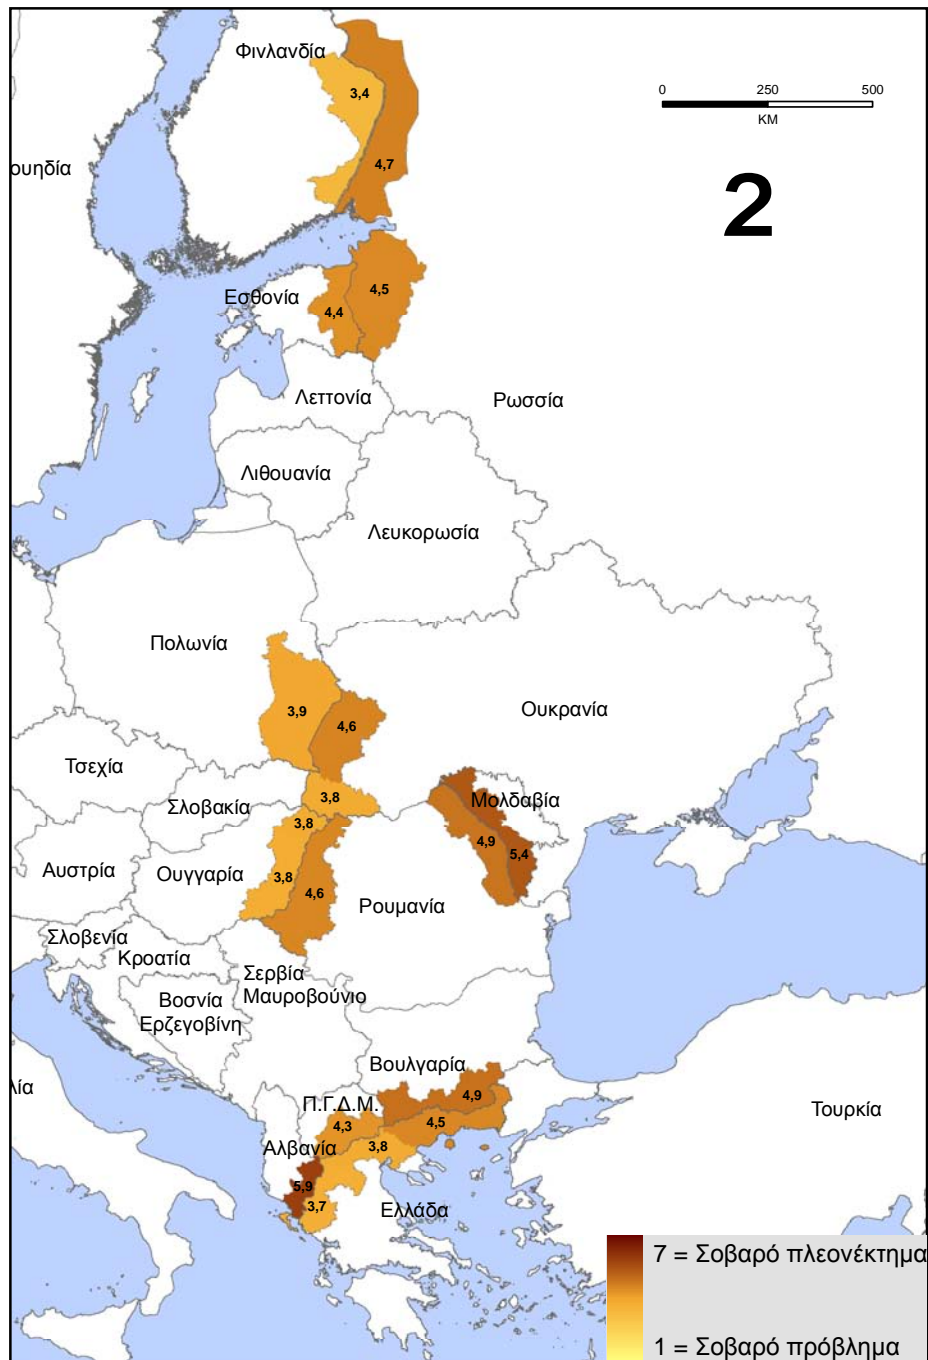 Φινλανδία
0 250 500
KM
3,4
4,7
ουηδία
2
Εσθονία
4,5
4,4
Λεττονία
Ρωσσία
Λιθουανία
Λευκορωσία
Πολωνία
3,9
4,6
Ουκρανία
Τσεχία
Σλοβακία
3,8
Μολδαβία
3,8
4,9
5,4
Αυστρία
Ουγγαρία
3,8
4,6
Ρουμανία
Σλοβενία
Κροατία
Σερβία
Μαυροβούνιο
Βοσνία
Ερζεγοβίνη
Βουλγαρία
λία
Π.Γ.Δ.Μ.
4,9
Τουρκία
4,3
4,5
Αλβανία
3,8
5,9
3,7
Ελλάδα
7 = Σοβαρό πλεονέκτημα
1 = Σοβαρό πρόβλημα